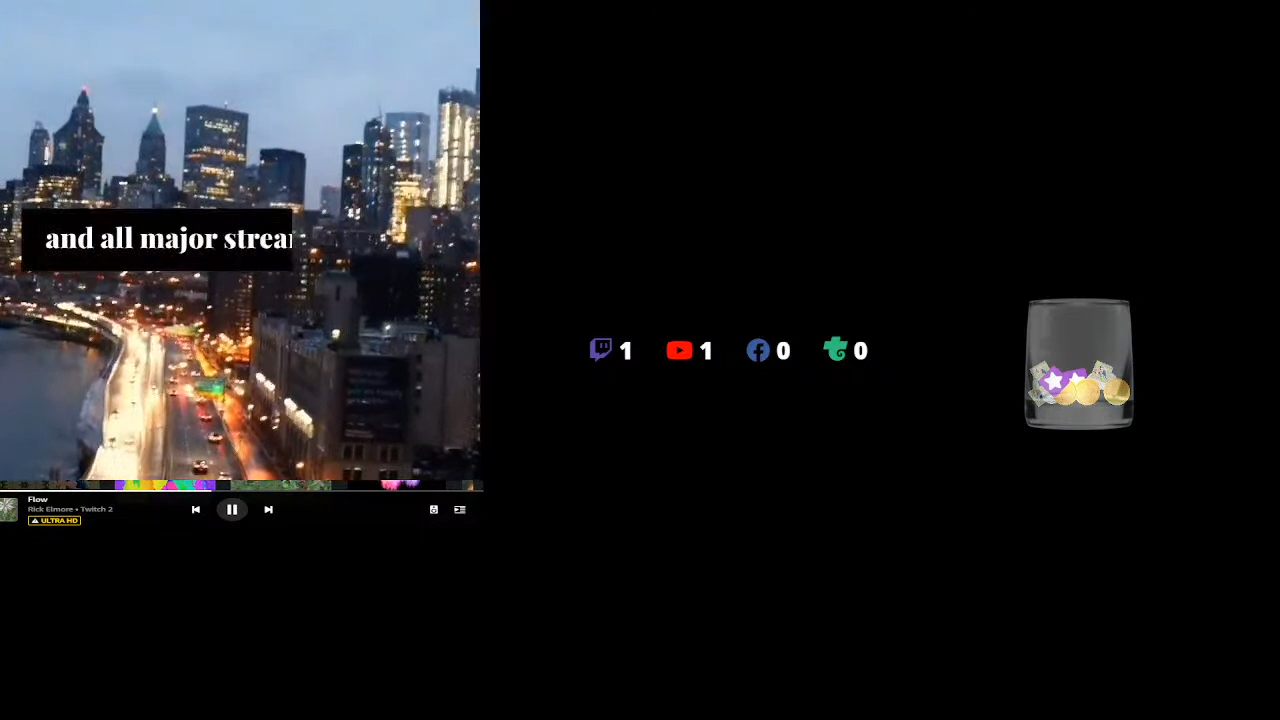 and all major strea
1
1
0
0
Flow
Rick Elmore • Twitch 2
ULTRA HD